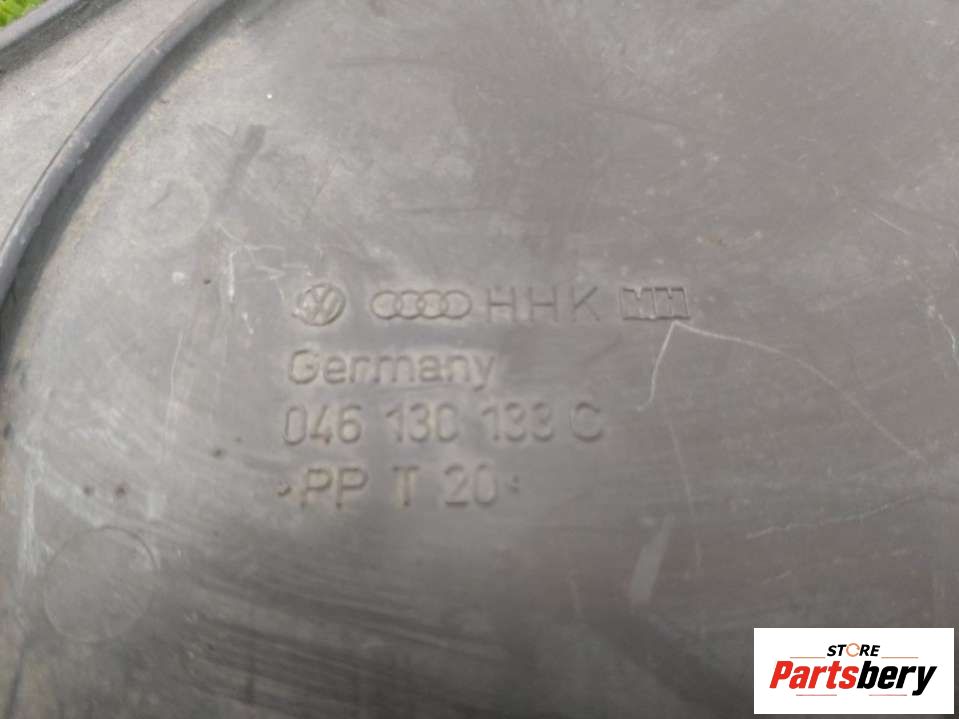 HHK
Germany
046 130 133 C
>PP T 20<
STORE
Partsbery